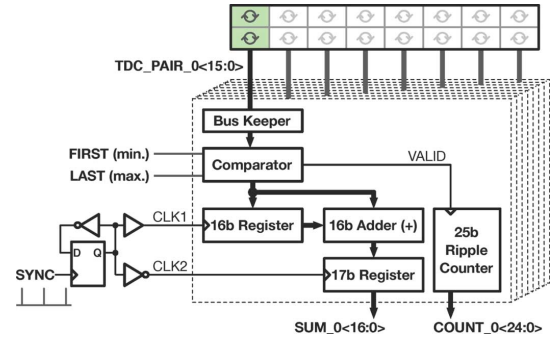 TDC_PAIR_0<15:0>
Bus Keeper
FIRST (min.)
LAST (max.)
Comparator
VALID
CLK1
16b Register
16b Adder (+)
25b
Ripple
Counter
D
Q
SYNC
CLK2
17b Register
SUM_0<16:0>
COUNT_0<24:0>